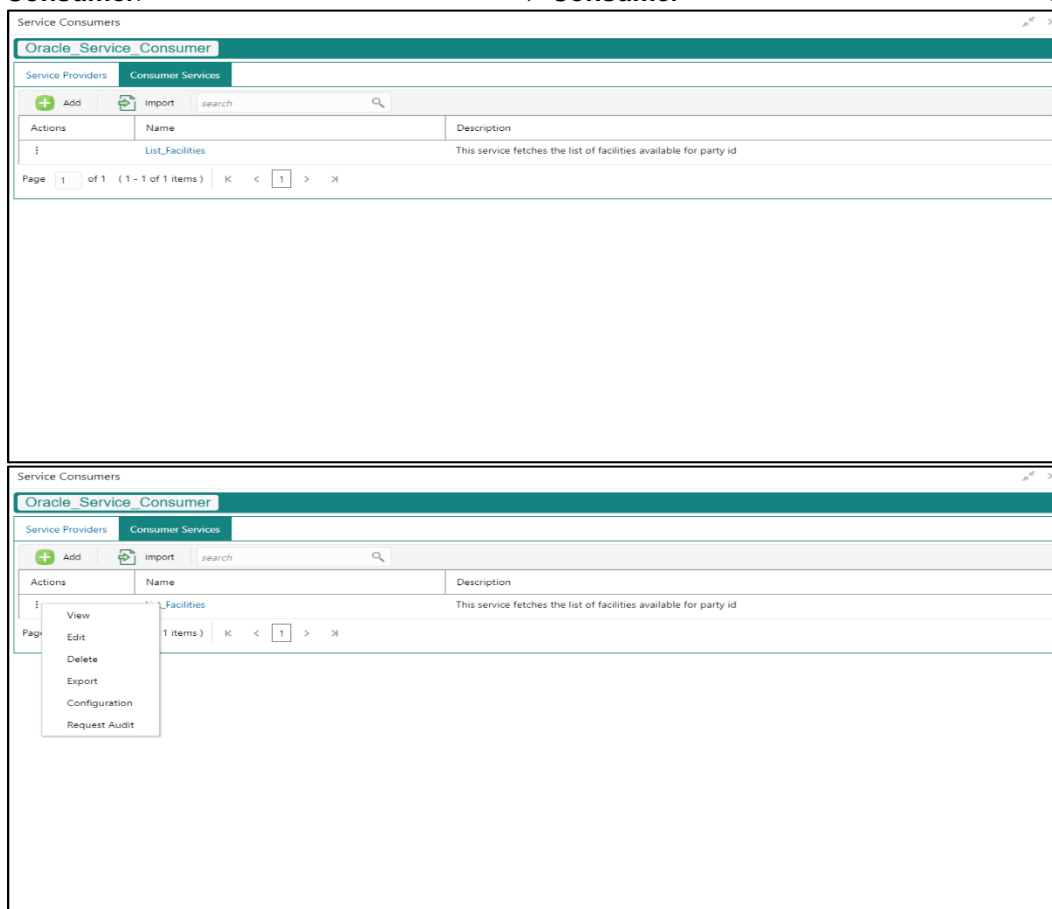 Service Consumers
Oracle_Service_Consumer
Service Providers Consumer Services
Add Import search
Actions Name Description
List_Facilities This service fetches the list of facilities available for party id
Page 1 of 1 (1 - 1 of 1 items) K < 1 > X
Service Consumers
Oracle_Service_Consumer
Service Providers Consumer Services
Add Import search
Actions Name Description
List_Facilities This service fetches the list of facilities available for party id
View
Page 1 items) K < 1 > X
Edit
Delete
Export
Configuration
Request Audit